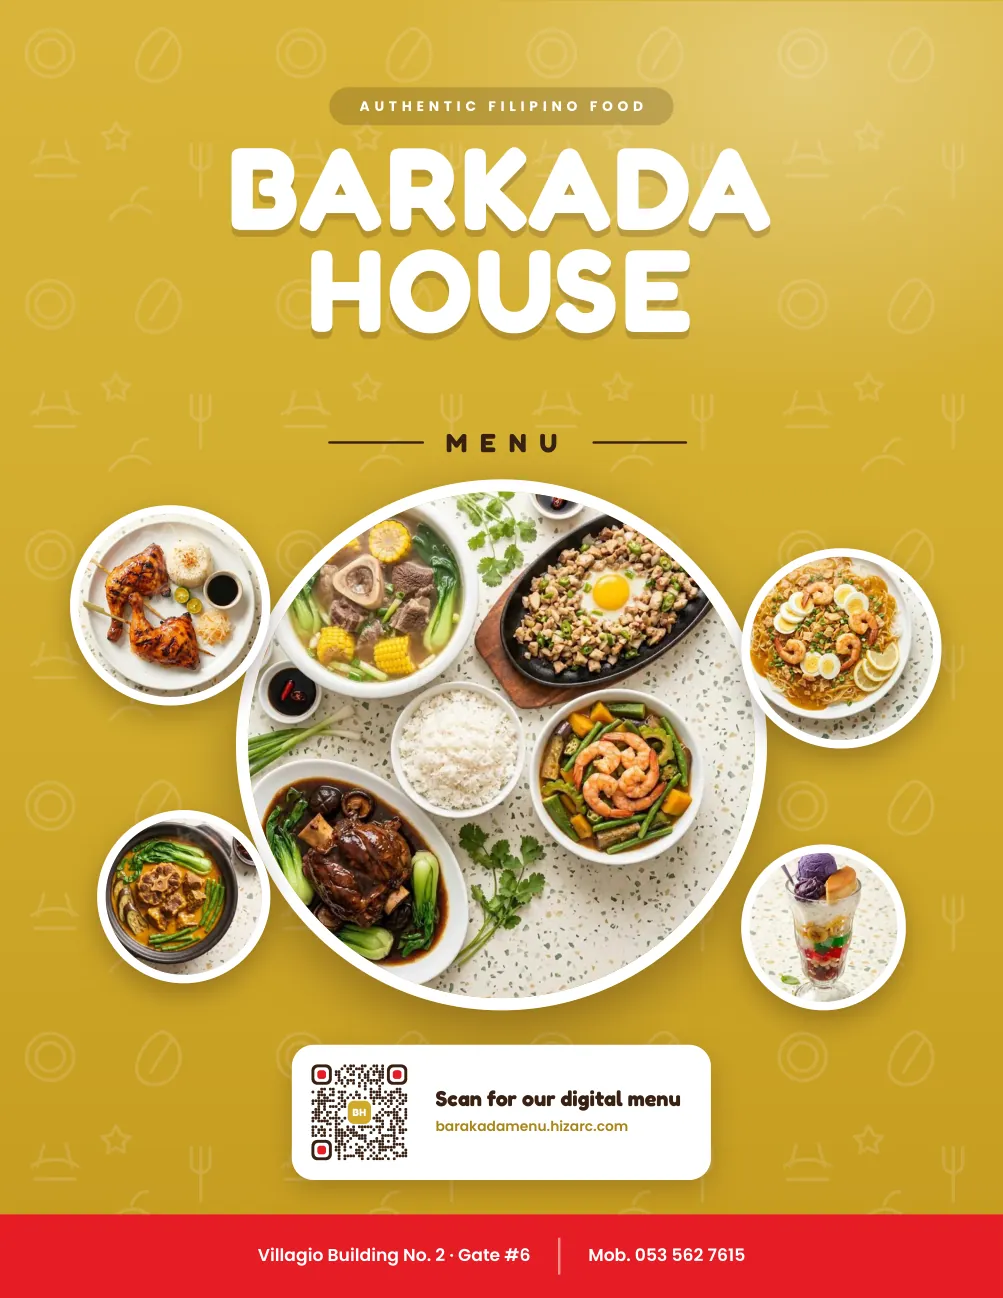 AUTHENTIC FILIPINO FOOD
BARKADA
HOUSE
MENU
BH
Scan for our digital menu
barakadamenu.hizarc.com
Villagio Building No. 2 · Gate #6
Mob. 053 562 7615